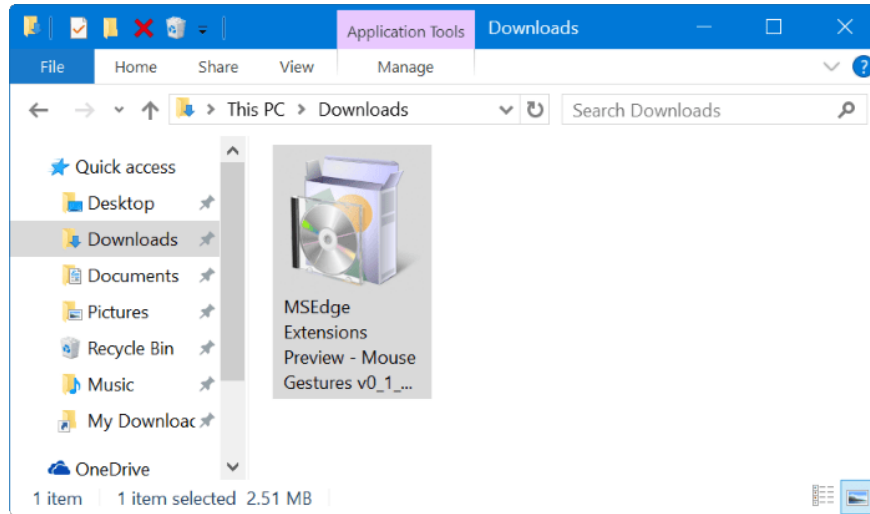 Application Tools
Downloads
File
Home
Share
View
Manage
?
This PC > Downloads
Search Downloads
Quick access
Desktop
Downloads
Documents
Pictures
Recycle Bin
Music
My Downloac
OneDrive
MSEdge
Extensions
Preview - Mouse
Gestures v0_1_...
1 item
1 item selected 2.51 MB